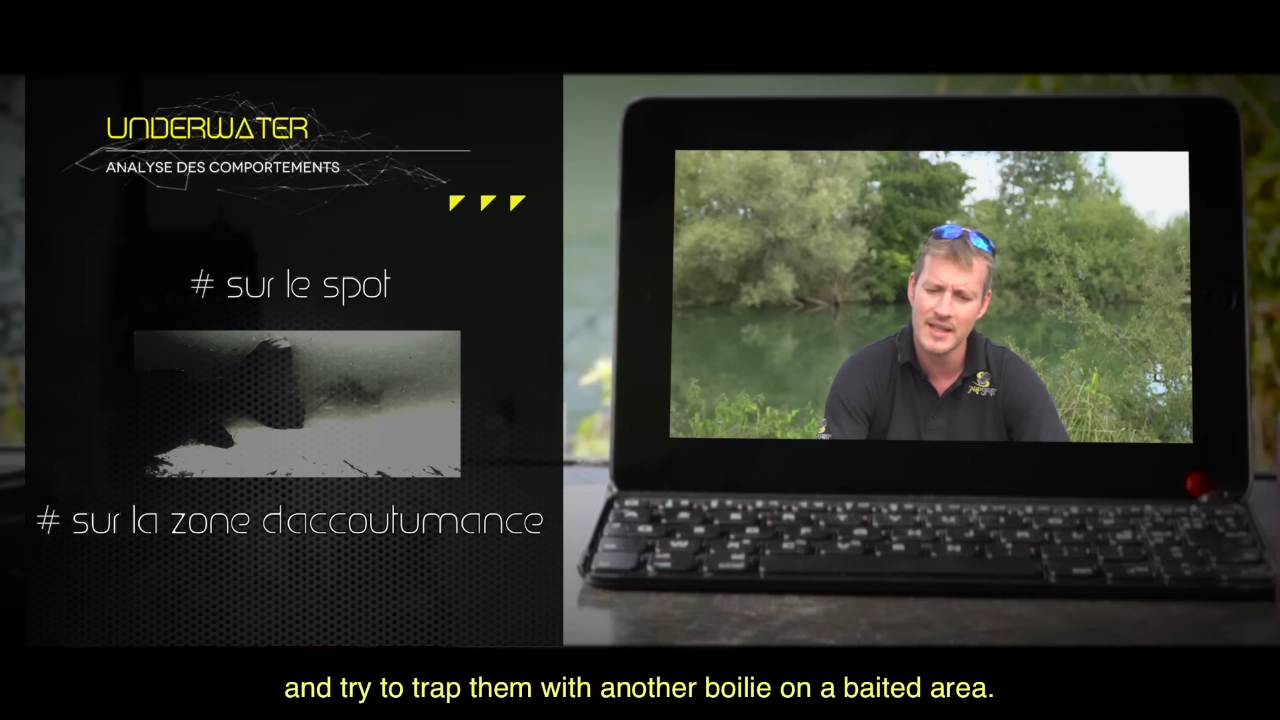 UNDERWATER
ANALYSE DES COMPORTEMENTS
# sur le spot
# sur la zone daccoutumance
and try to trap them with another boilie on a baited area.